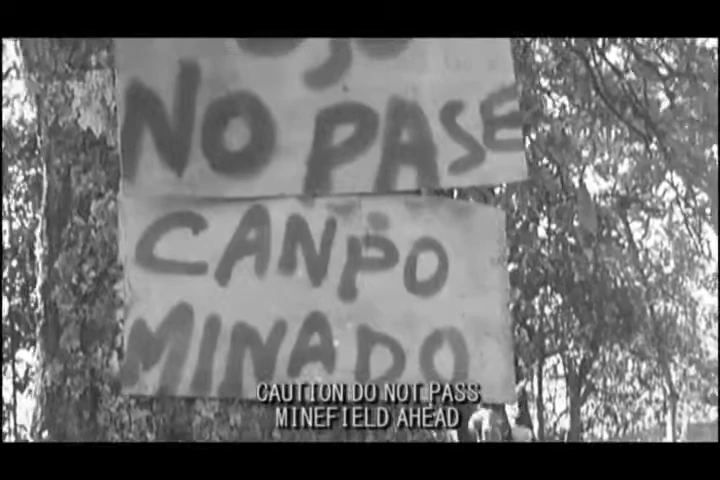 NO PASE
CANPO
MINADO
CAUTION DO NOT PASS
MINEFIELD AHEAD